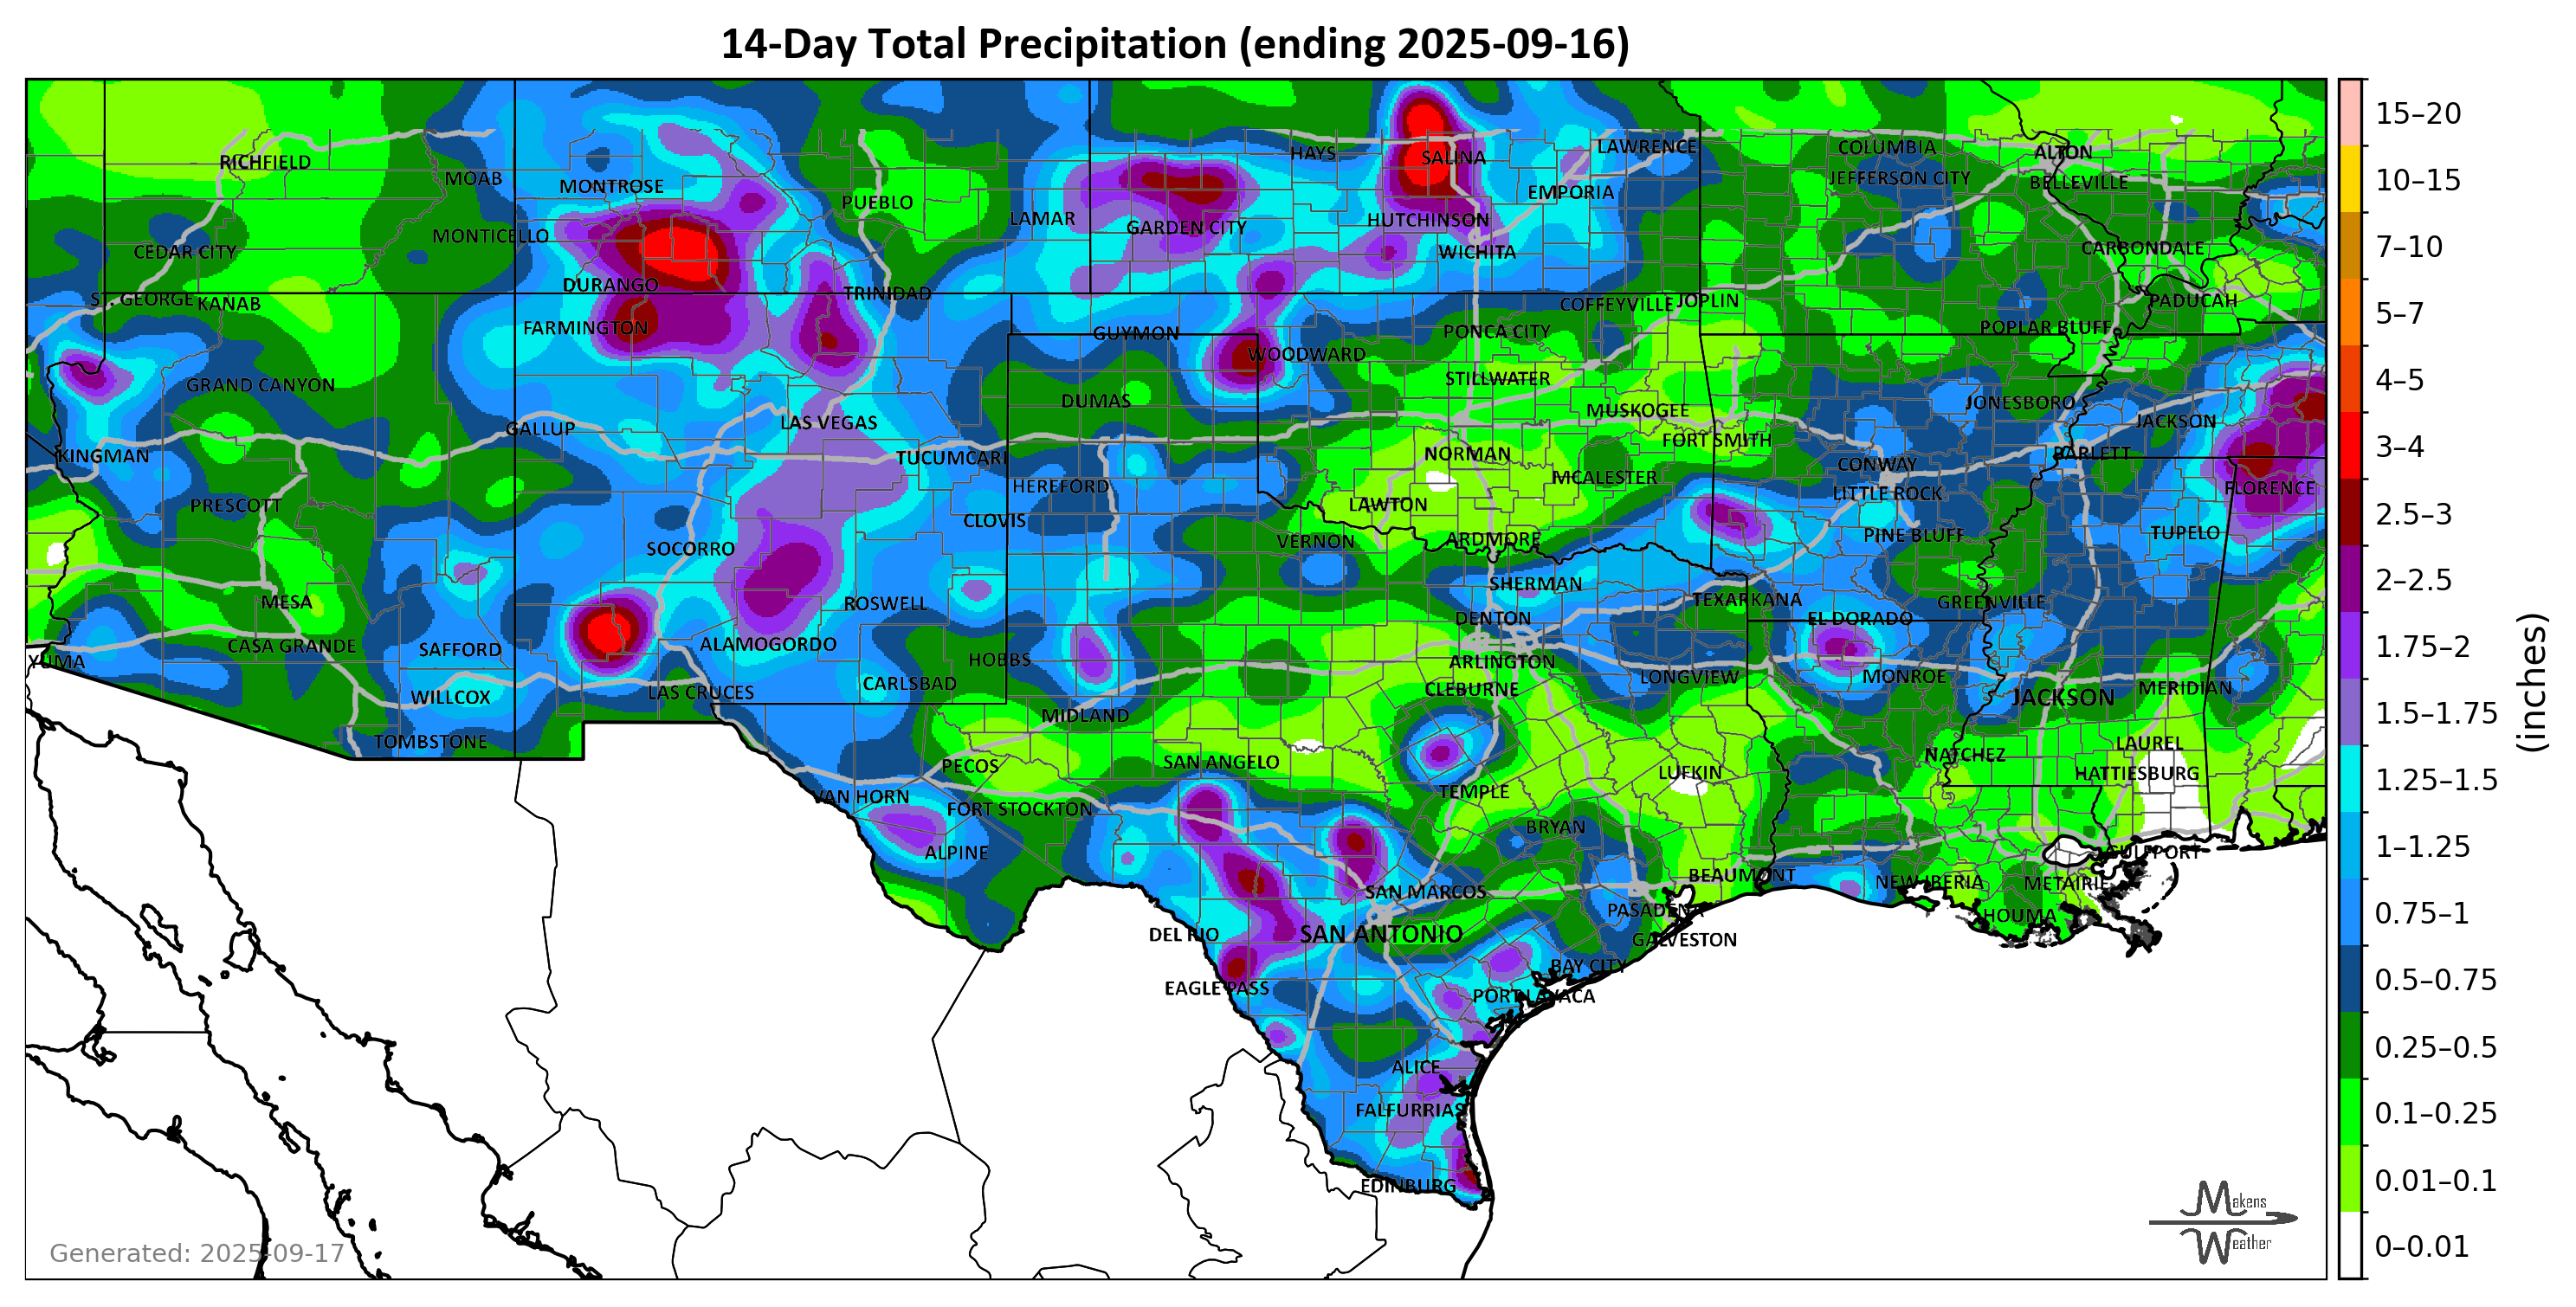 14-Day Total Precipitation (ending 2025-09-16)
RICHFIELD
MOAB
MONTROSE
PUEBLO
LAMAR
HAYS
SALINA
LAWRENCE
EMPORIA
COLUMBIA
JEFFERSON CITY
ALTON
BELLEVILLE
CEDAR CITY
MONTICELLO
GARDEN CITY
HUTCHINSON
WICHITA
CARBONDALE
ST. GEORGE
KANAB
DURANGO
TRINIDAD
COFFEYVILLE
JOPLIN
PADUCAH
FARMINGTON
GUYMON
PONCA CITY
POPLAR BLUFF
WOODWARD
GRAND CANYON
STILLWATER
DUMAS
MUSKOGEE
JONESBORO
JACKSON
GALLUP
LAS VEGAS
FORT SMITH
KINGMAN
TUCUMCARI
NORMAN
BARLETT
CONWAY
MCALESTER
HEREFORD
LITTLE ROCK
FLORENCE
PRESCOTT
LAWTON
CLOVIS
PINE BLUFF
TUPELO
SOCORRO
VERNON
ARDMORE
SHERMAN
MESA
ROSWELL
TEXARKANA
GREENVILLE
DENTON
EL DORADO
CASA GRANDE
SAFFORD
ALAMOGORDO
YUMA
HOBBS
ARLINGTON
LONGVIEW
MONROE
WILLCOX
LAS CRUCES
CARLSBAD
CLEBURNE
JACKSON
MERIDIAN
MIDLAND
TOMBSTONE
NATCHEZ
LAUREL
PECOS
SAN ANGELO
LUFKIN
HATTIESBURG
VAN HORN
FORT STOCKTON
TEMPLE
BRYAN
ALPINE
GULFPORT
SAN MARCOS
BEAUMONT
NEW IBERIA
METAIRIE
PASADENA
HOUMA
DEL RIO
SAN ANTONIO
GALVESTON
BAY CITY
EAGLE PASS
PORT LAVACA
ALICE
FALFURRIAS
EDINBURG
15–20
10–15
7–10
5–7
4–5
3–4
2.5–3
2–2.5
1.75–2
1.5–1.75
1.25–1.5
1–1.25
0.75–1
0.5–0.75
0.25–0.5
0.1–0.25
0.01–0.1
0–0.01
(inches)
Generated: 2025-09-17
Makens
Weather